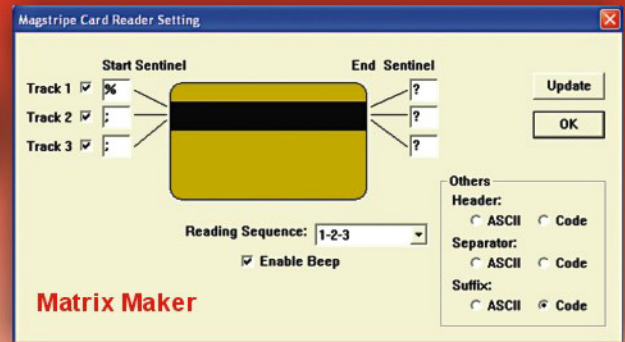 Magstripe Card Reader Setting
Start Sentinel End Sentinel
Track 1 % ? Update
Track 2 ; ? OK
Track 3 ; ?
Others
Header:
ASCII Code
Reading Sequence: 1-2-3
Separator:
Enable Beep ASCII Code
Suffix:
Matrix Maker ASCII Code